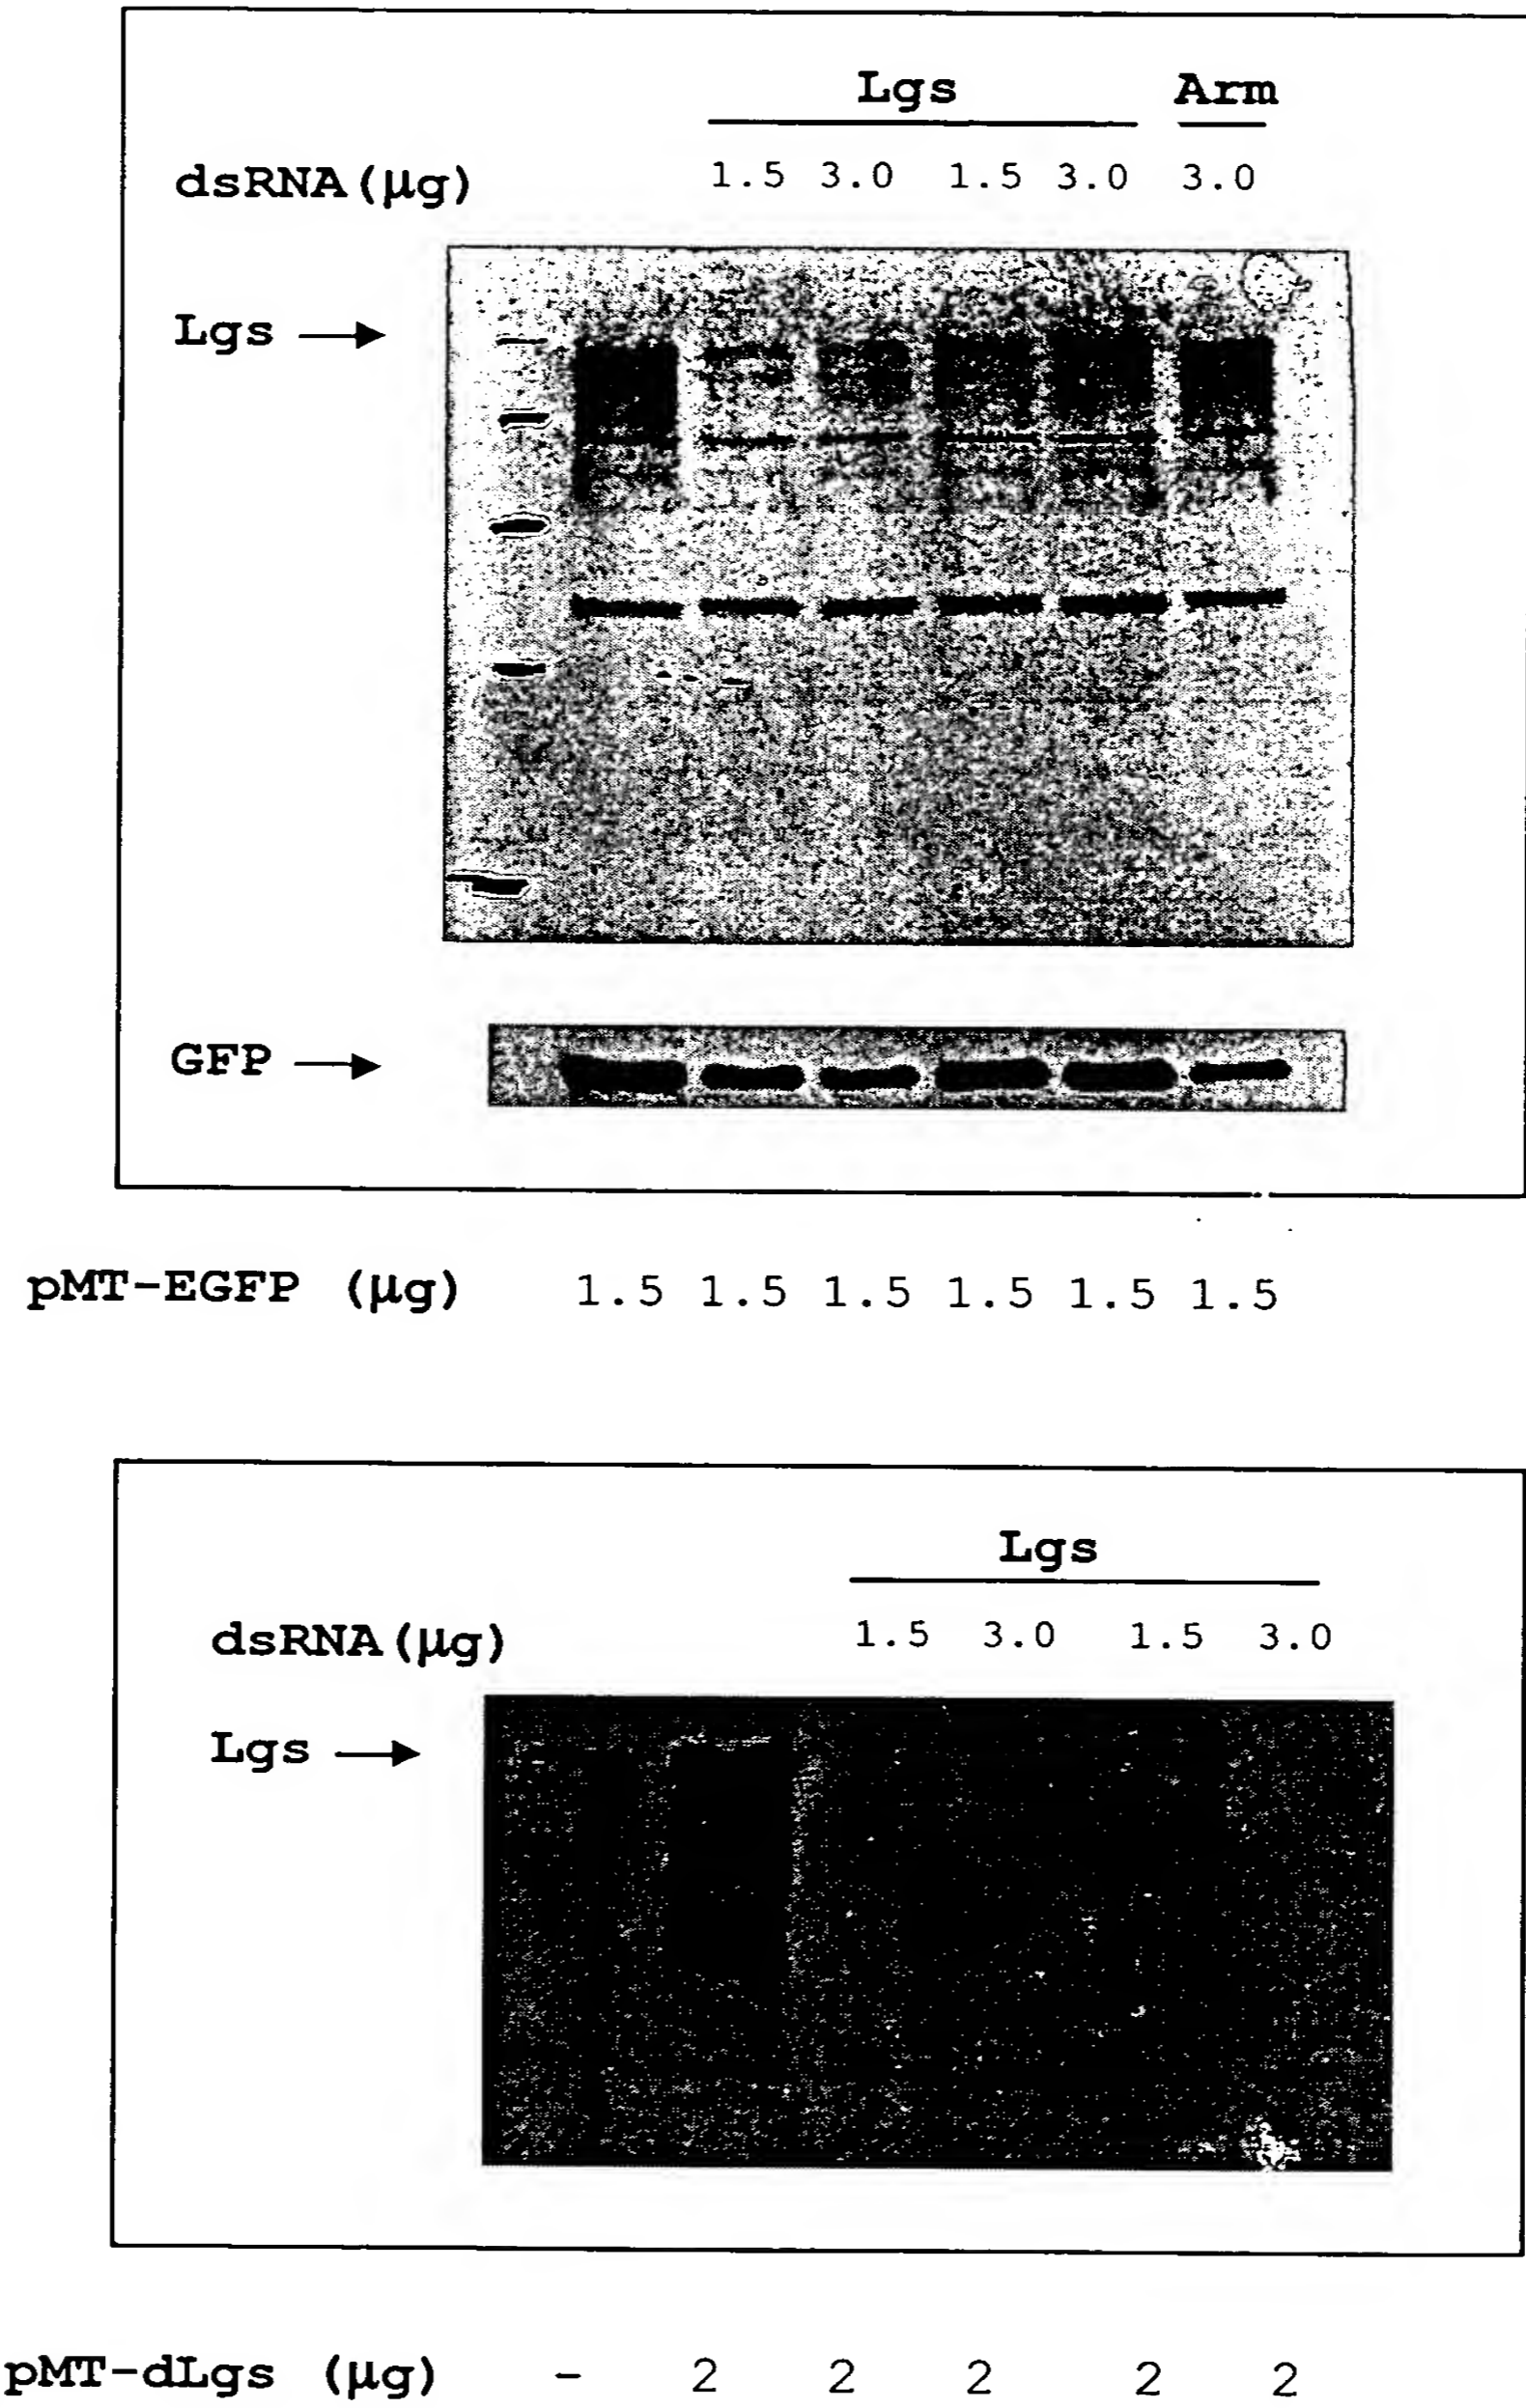 Lgs Arm
dsRNA(µg) 1.5 3.0 1.5 3.0 3.0
Lgs
GFP
pMT-EGFP (µg) 1.5 1.5 1.5 1.5 1.5 1.5
Lgs
dsRNA(µg) 1.5 3.0 1.5 3.0
Lgs
pMT-dLgs (µg) - 2 2 2 2 2